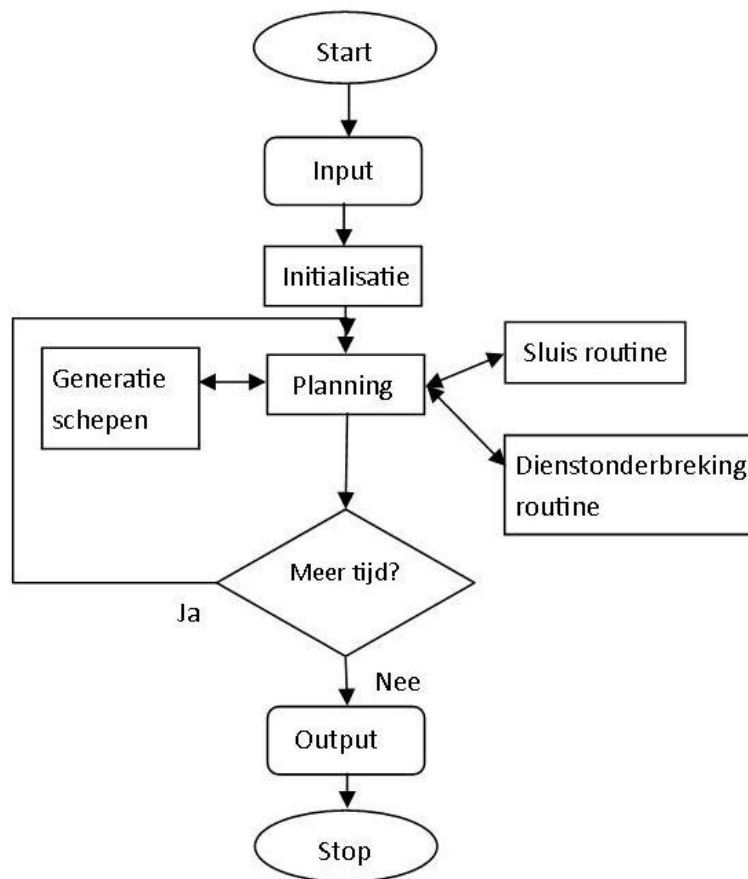 Start
Input
Initialisatie
Generatie
schepen
Planning
Sluis routine
Dienstonderbreking
routine
Meer tijd?
Ja
Nee
Output
Stop